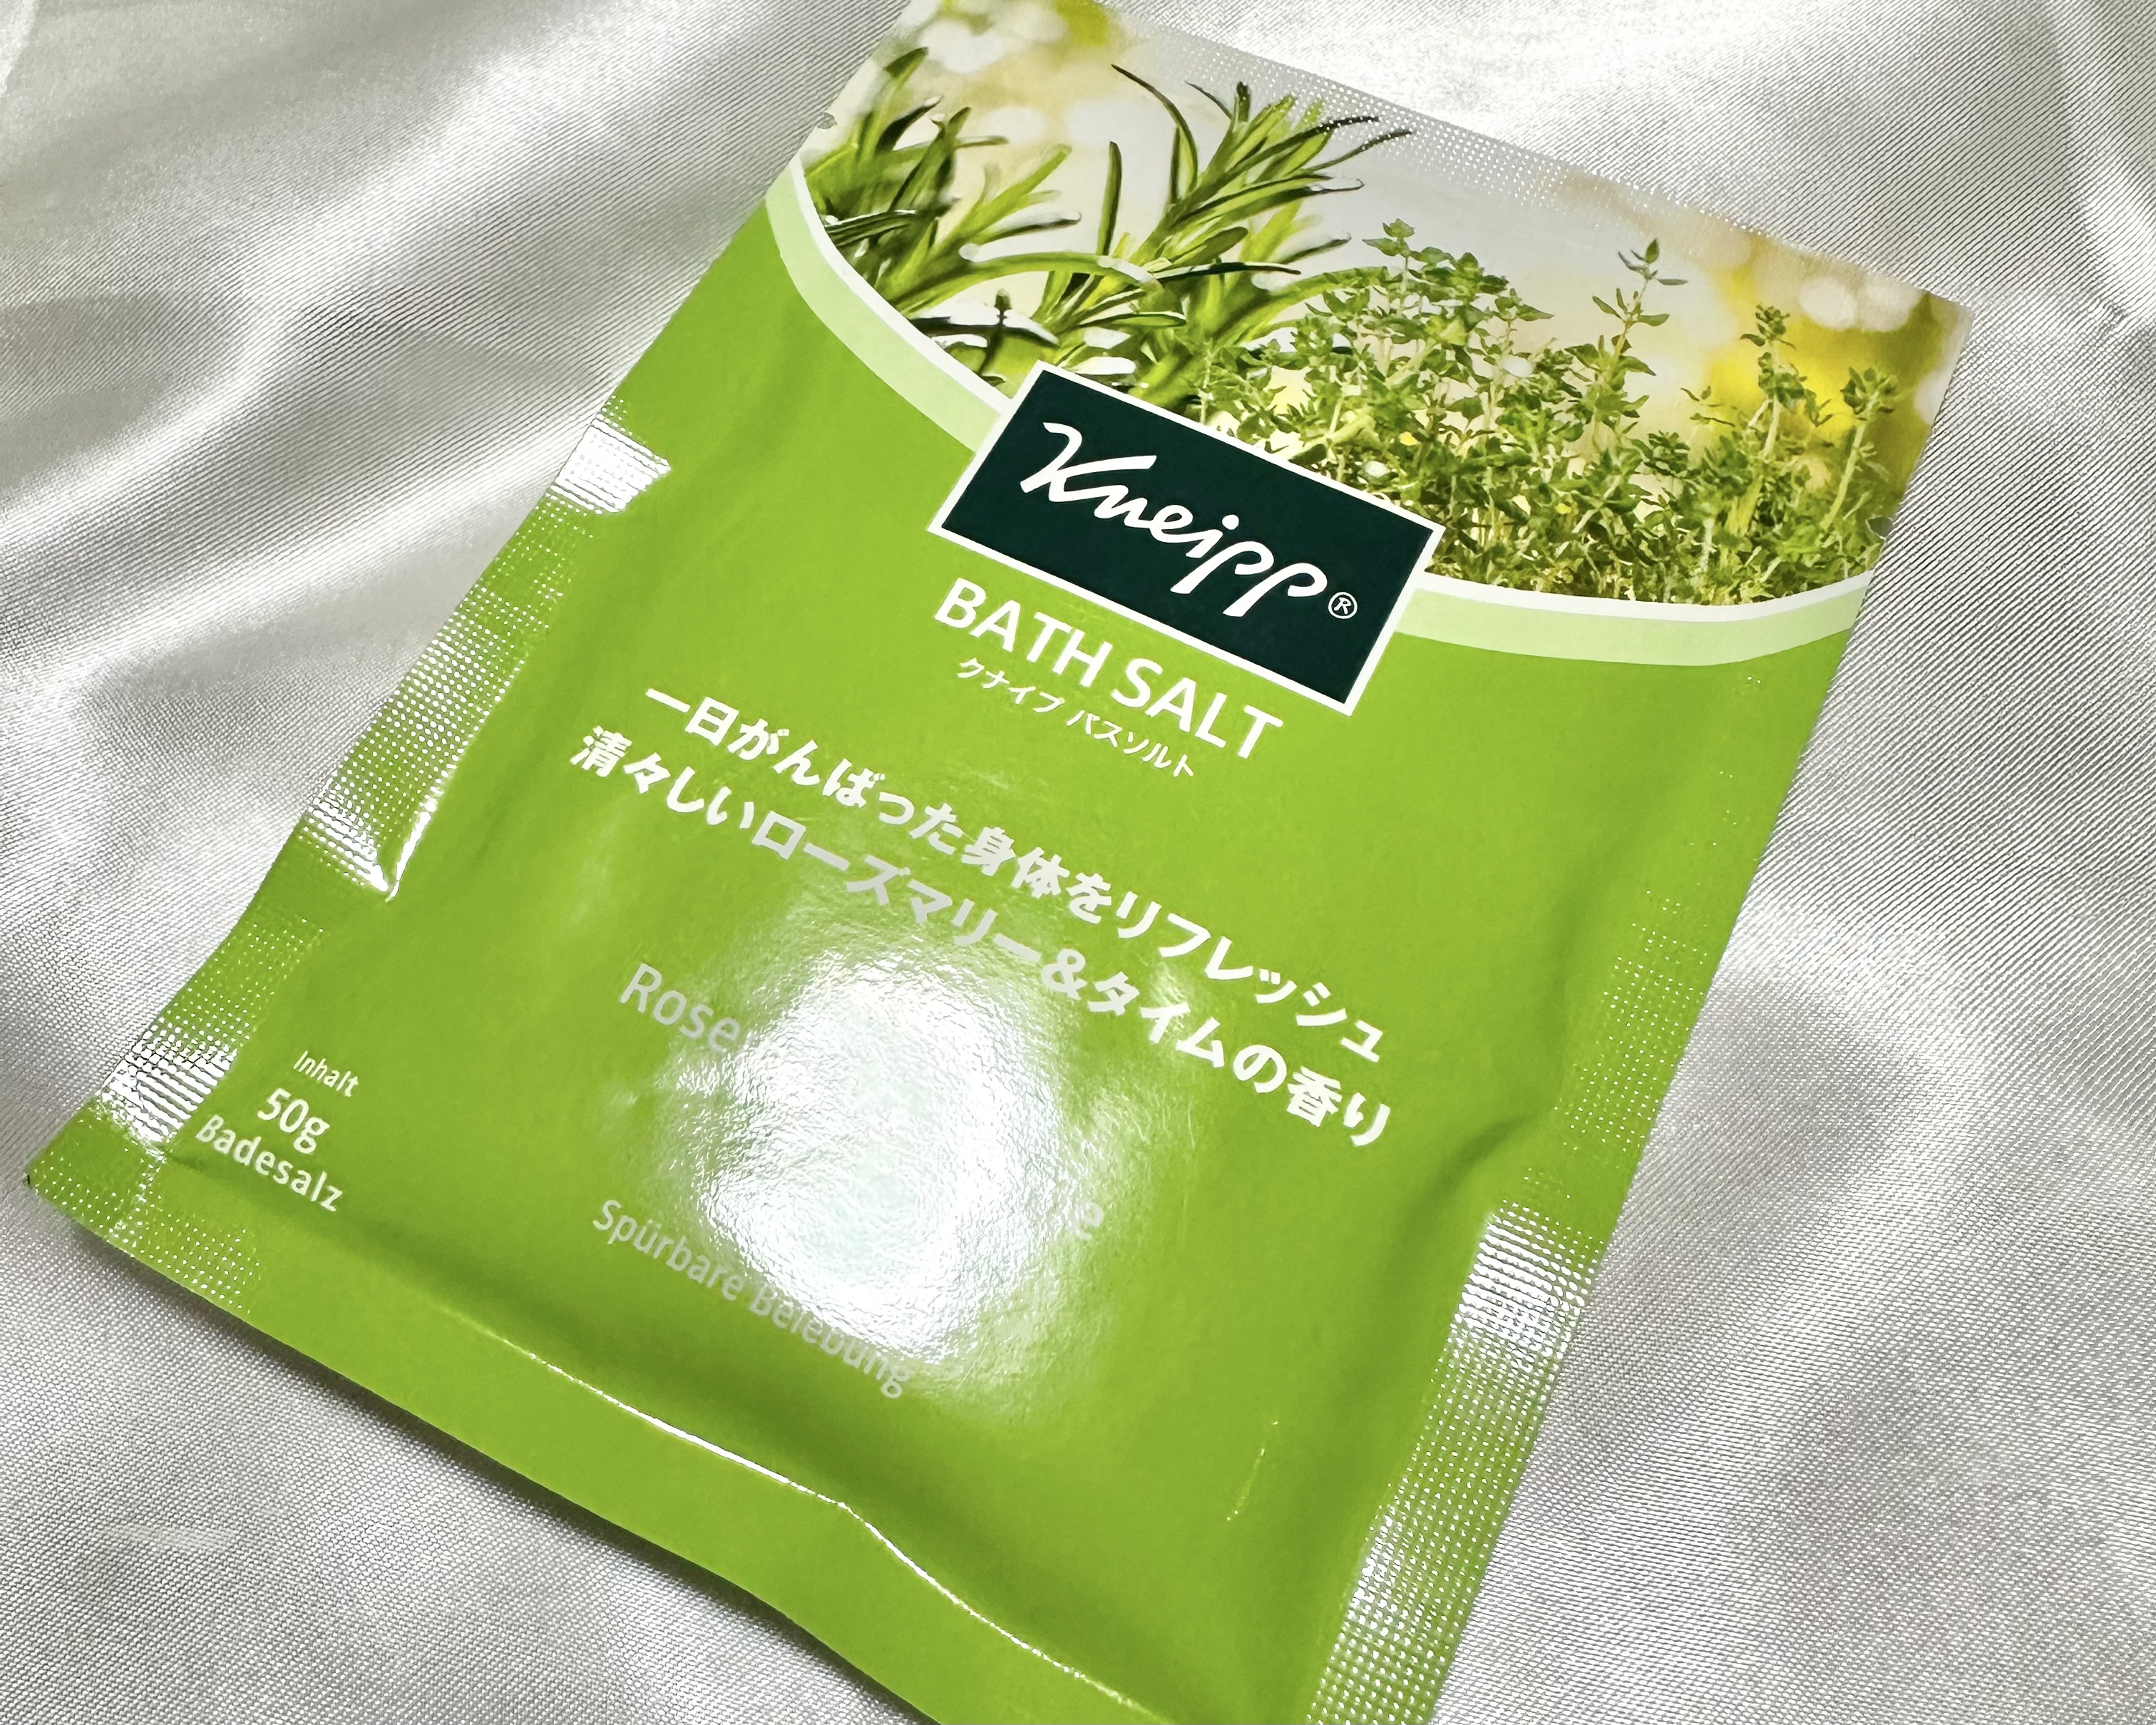 Kneipp®
BATH SALT
クナイプ バスソルト
一日がんばった身体をリフレッシュ
清々しいローズマリー&タイムの香り
Spürbare Belebung
Inhalt
50g
Badesalz